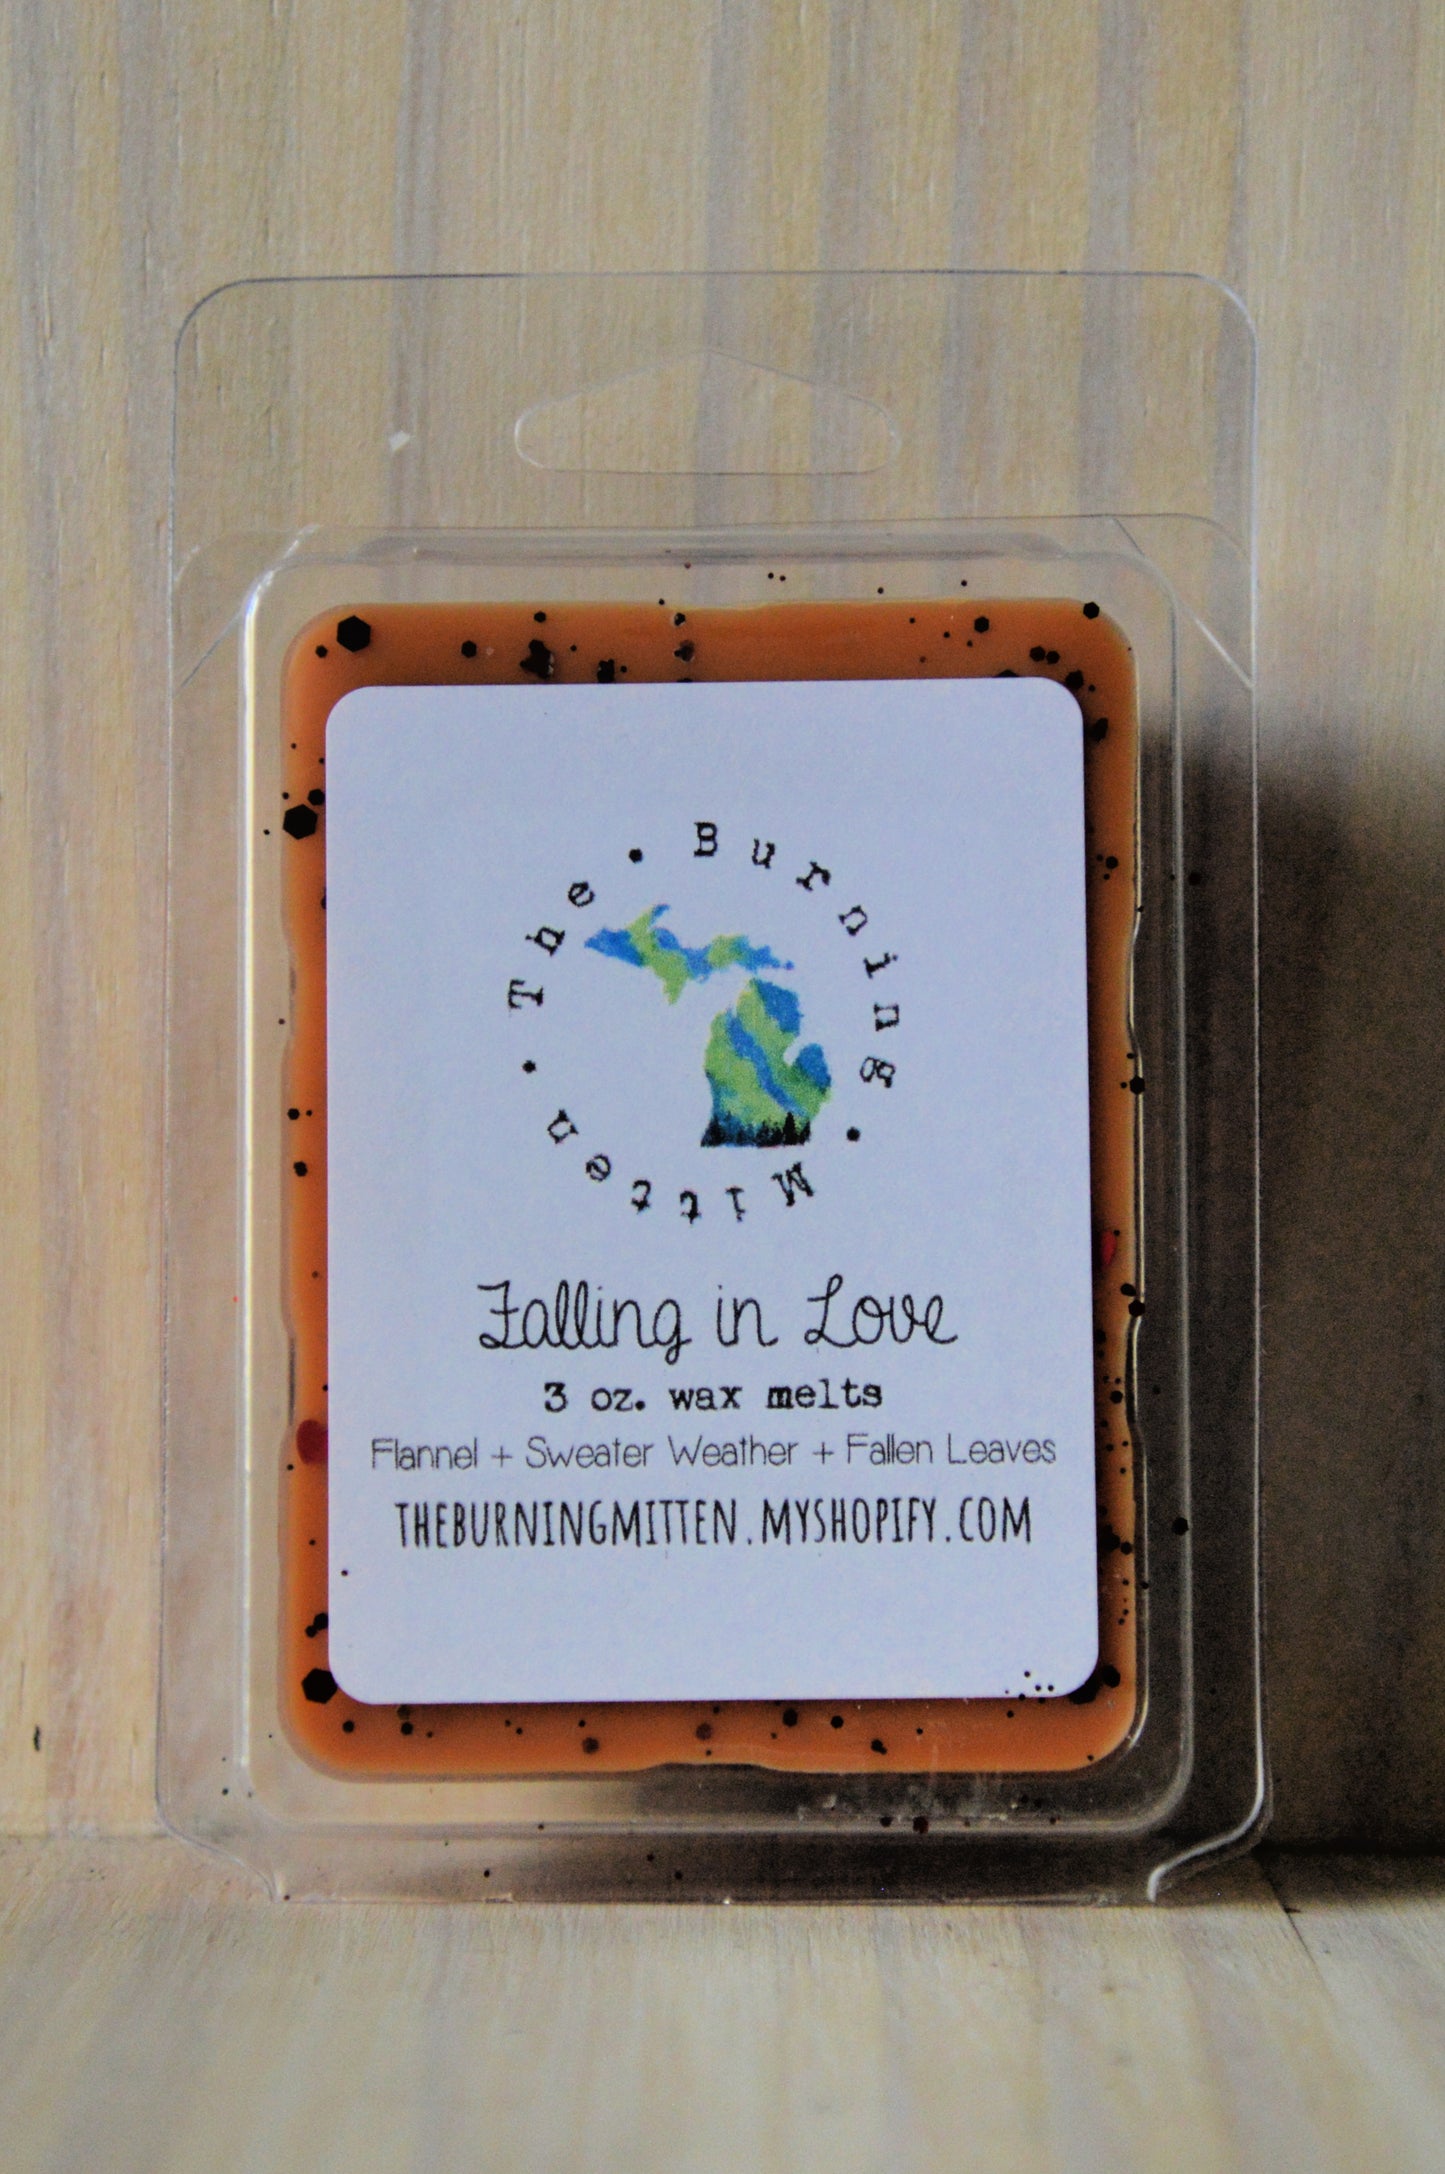 The • Burning • Mitten •
Falling in Love
3 oz. wax melts
Flannel + Sweater Weather + Fallen Leaves
THEBURNINGMITTEN.MYSHOPIFY.COM